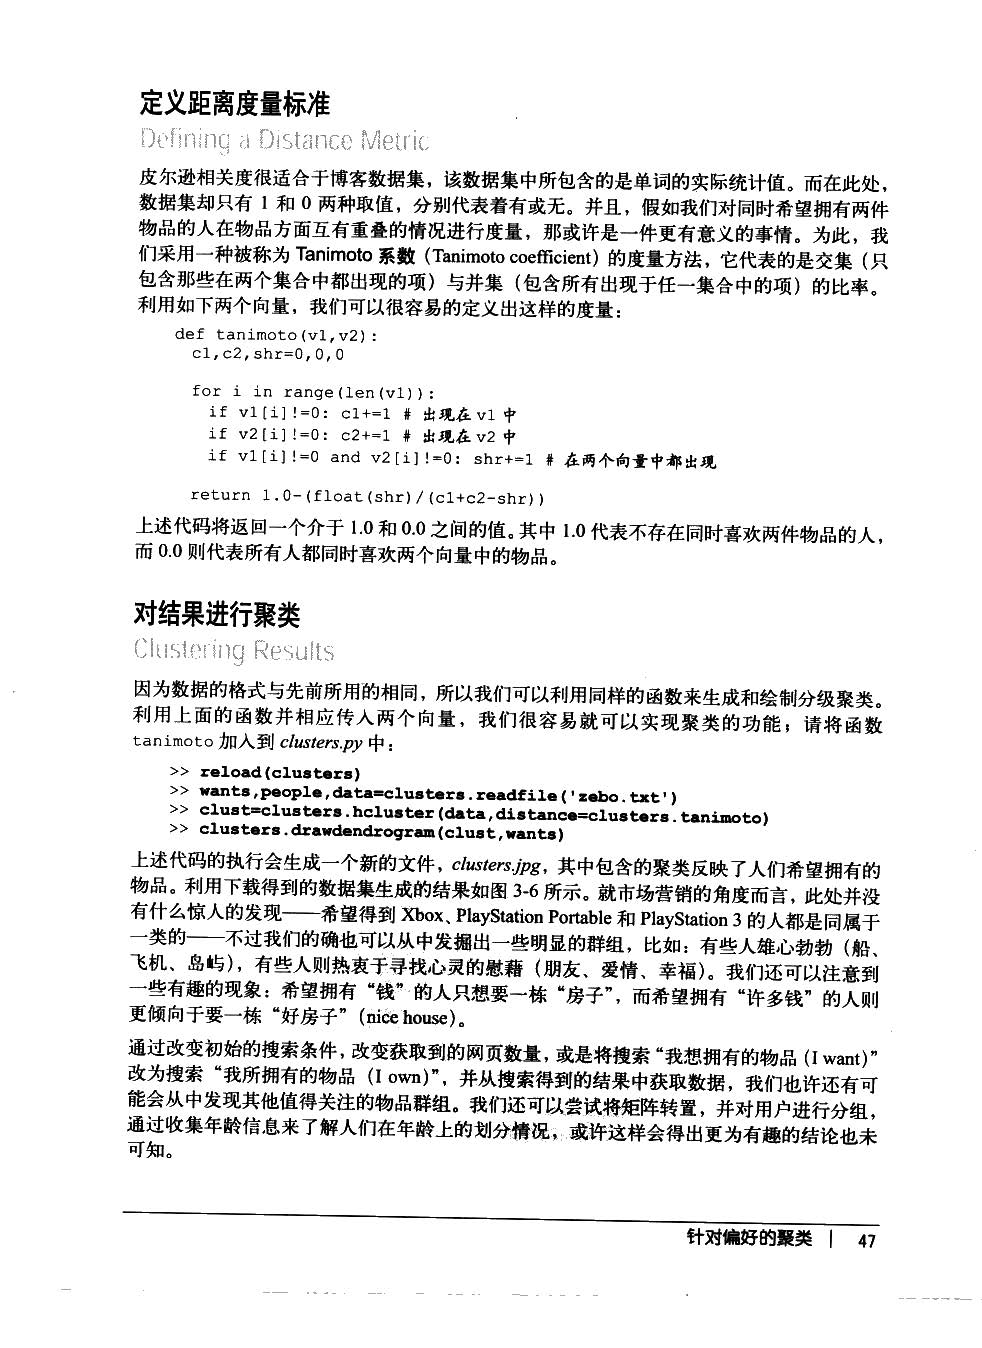 定义距离度量标准
Defining a Distance Metric
皮尔逊相关度很适合于博客数据集，该数据集中所包含的是单词的实际统计值。而在此处，
数据集却只有 1 和 0 两种取值，分别代表着有或无。并且，假如我们对同时希望拥有两件
物品的人在物品方面互有重叠的情况进行度量，那或许是一件更有意义的事情。为此，我
们采用一种被称为 Tanimoto 系数（Tanimoto coefficient）的度量方法，它代表的是交集（只
包含那些在两个集合中都出现的项）与并集（包含所有出现于任一集合中的项）的比率。
利用如下两个向量，我们可以很容易的定义出这样的度量：
def tanimoto(v1,v2):
c1,c2,shr=0,0,0
for i in range(len(v1)):
if v1[i]!=0: c1+=1 # 出现在 v1 中
if v2[i]!=0: c2+=1 # 出现在 v2 中
if v1[i]!=0 and v2[i]!=0: shr+=1 # 在两个向量中都出现
return 1.0-(float(shr)/(c1+c2-shr))
上述代码将返回一个介于 1.0 和 0.0 之间的值。其中 1.0 代表不存在同时喜欢两件物品的人，
而 0.0 则代表所有人都同时喜欢两个向量中的物品。
对结果进行聚类
Clustering Results
因为数据的格式与先前所用的相同，所以我们可以利用同样的函数来生成和绘制分级聚类。
利用上面的函数并相应传入两个向量，我们很容易就可以实现聚类的功能；请将函数
tanimoto 加入到 clusters.py 中：
>> reload(clusters)
>> wants,people,data=clusters.readfile('zebo.txt')
>> clust=clusters.hcluster(data,distance=clusters.tanimoto)
>> clusters.drawdendrogram(clust,wants)
上述代码的执行会生成一个新的文件，clusters.jpg，其中包含的聚类反映了人们希望拥有的
物品。利用下载得到的数据集生成的结果如图 3-6 所示。就市场营销的角度而言，此处并没
有什么惊人的发现——希望得到 Xbox、PlayStation Portable 和 PlayStation 3 的人都是同属于
一类的——不过我们的确也可以从中发掘出一些明显的群组，比如：有些人雄心勃勃（船、
飞机、岛屿），有些人则热衷于寻找心灵的慰藉（朋友、爱情、幸福）。我们还可以注意到
一些有趣的现象：希望拥有“钱”的人只想要一栋“房子”，而希望拥有“许多钱”的人则
更倾向于要一栋“好房子”（nice house）。
通过改变初始的搜索条件，改变获取到的网页数量，或是将搜索“我想拥有的物品（I want）”
改为搜索“我所拥有的物品（I own）”，并从搜索得到的结果中获取数据，我们也许还有可
能会从中发现其他值得关注的物品群组。我们还可以尝试将矩阵转置，并对用户进行分组，
通过收集年龄信息来了解人们在年龄上的划分情况，或许这样会得出更为有趣的结论也未
可知。
针对偏好的聚类 | 47